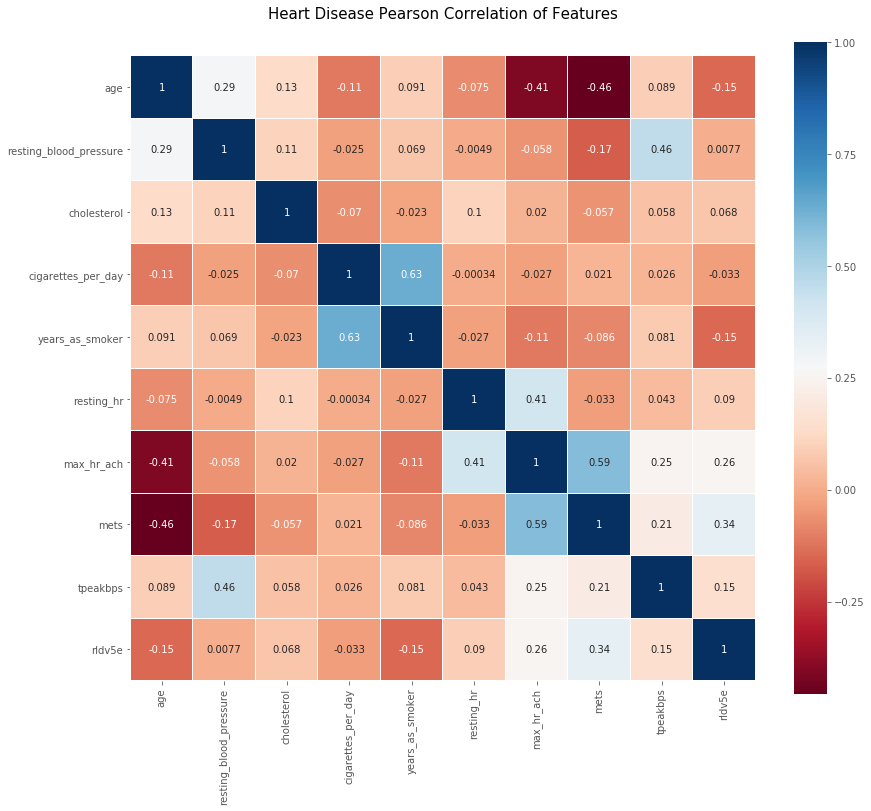 Heart Disease Pearson Correlation of Features
age 1 0.29 0.13 -0.11 0.091 -0.075 -0.41 -0.46 0.089 -0.15
resting_blood_pressure 0.29 1 0.11 -0.025 0.069 -0.0049 -0.058 -0.17 0.46 0.0077
cholesterol 0.13 0.11 1 -0.07 -0.023 0.1 0.02 -0.057 0.058 0.068
cigarettes_per_day -0.11 -0.025 -0.07 1 0.63 -0.00034 -0.027 0.021 0.026 -0.033
years_as_smoker 0.091 0.069 -0.023 0.63 1 -0.027 -0.11 -0.086 0.081 -0.15
resting_hr -0.075 -0.0049 0.1 -0.00034 -0.027 1 0.41 -0.033 0.043 0.09
max_hr_ach -0.41 -0.058 0.02 -0.027 -0.11 0.41 1 0.59 0.25 0.26
mets -0.46 -0.17 -0.057 0.021 -0.086 -0.033 0.59 1 0.21 0.34
tpeakbps 0.089 0.46 0.058 0.026 0.081 0.043 0.25 0.21 1 0.15
rldv5e -0.15 0.0077 0.068 -0.033 -0.15 0.09 0.26 0.34 0.15 1
age
resting_blood_pressure
cholesterol
cigarettes_per_day
years_as_smoker
resting_hr
max_hr_ach
mets
tpeakbps
rldv5e
1.00
0.75
0.50
0.25
0.00
−0.25